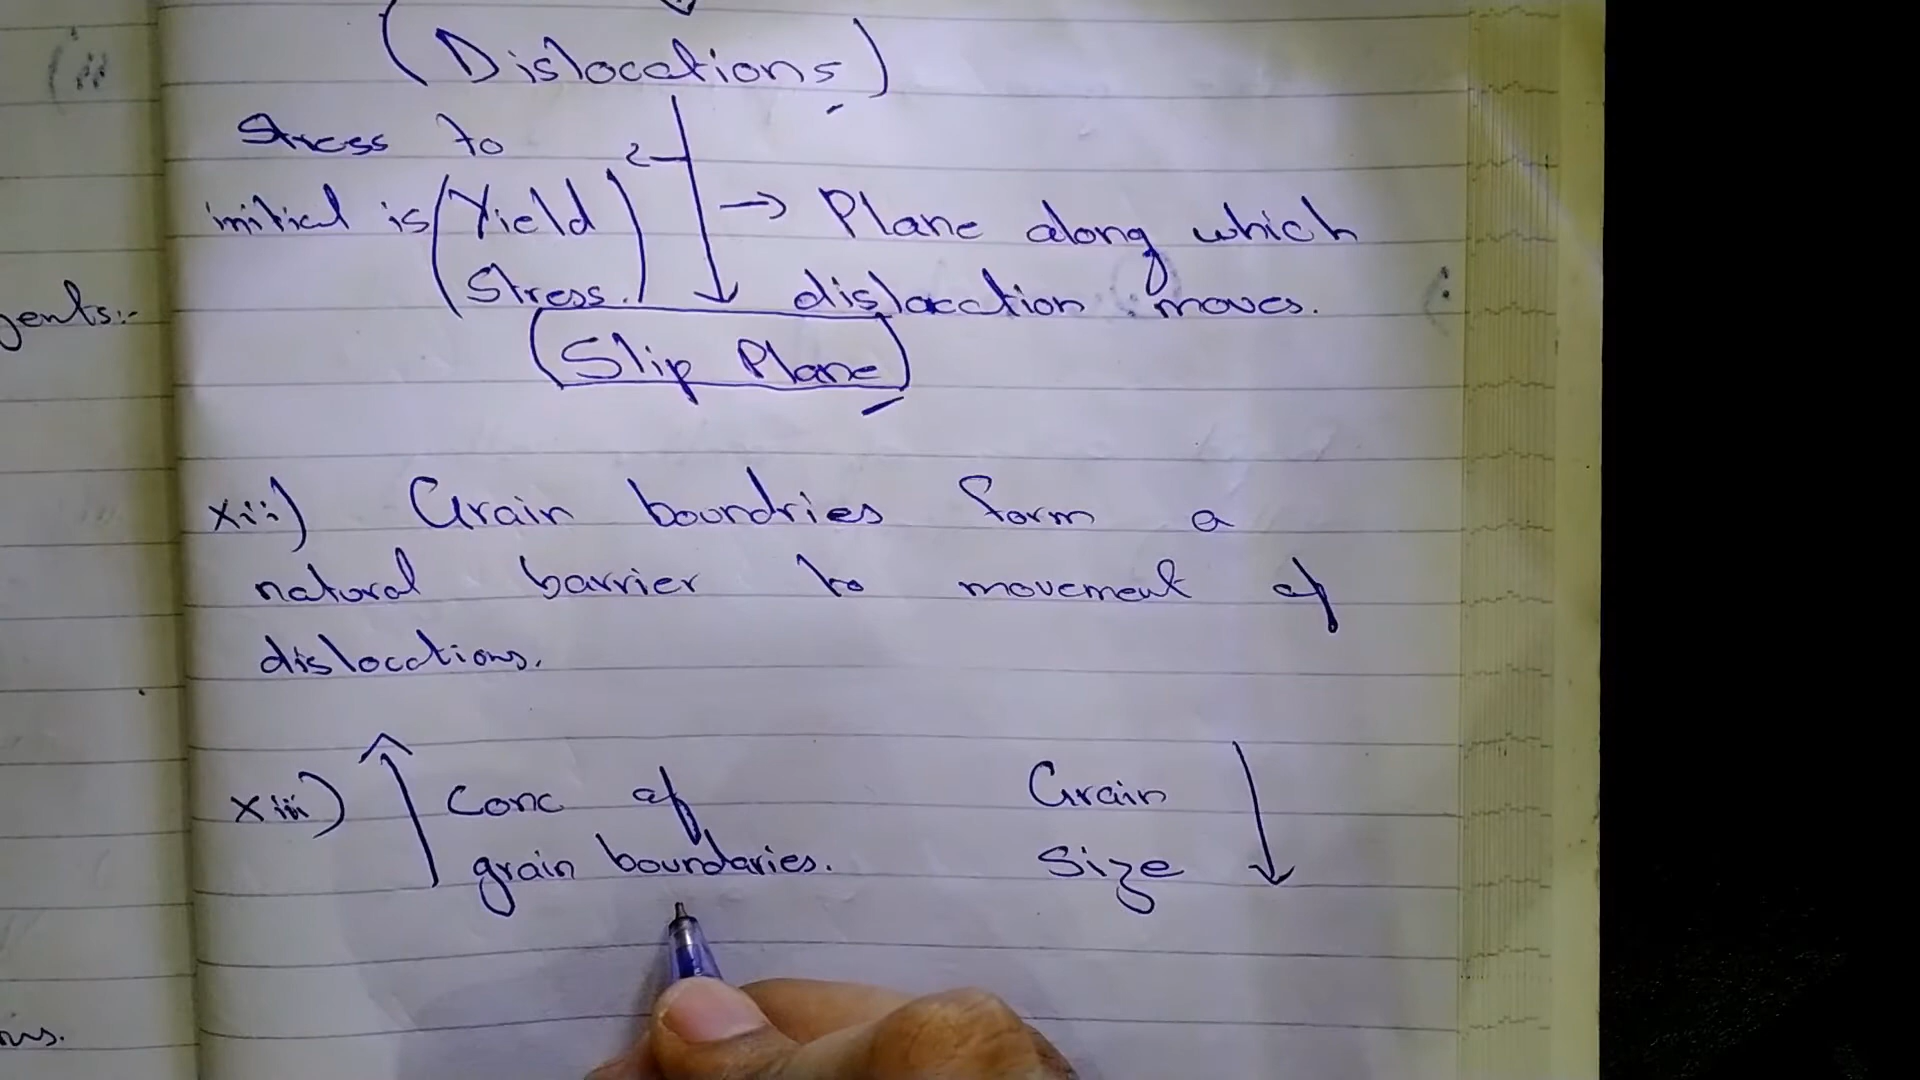 (Dislocations)
Stress to
initial is (Yield
Stress.)
→ Plane along which
dislocation moves.
(Slip Plane)
xii) Grain boundries form a
natural barrier to movement of
dislocations.
xiii) ↑ Conc of
grain boundaries.
Grain
Size ↓